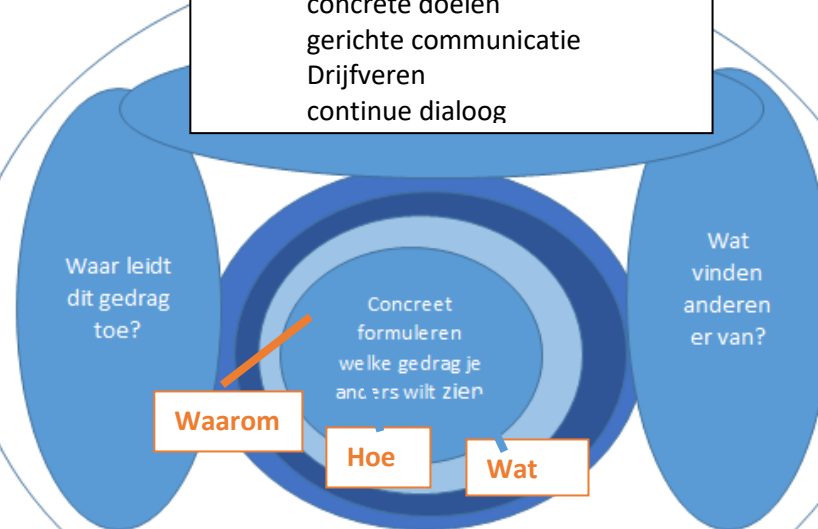 concrete doelen
gerichte communicatie
Drijfveren
continue dialoog
Waar leidt
dit gedrag
toe?
Concreet
formuleren
welke gedrag je
anders wilt zien
Wat
vinden
anderen
er van?
Waarom
Hoe
Wat